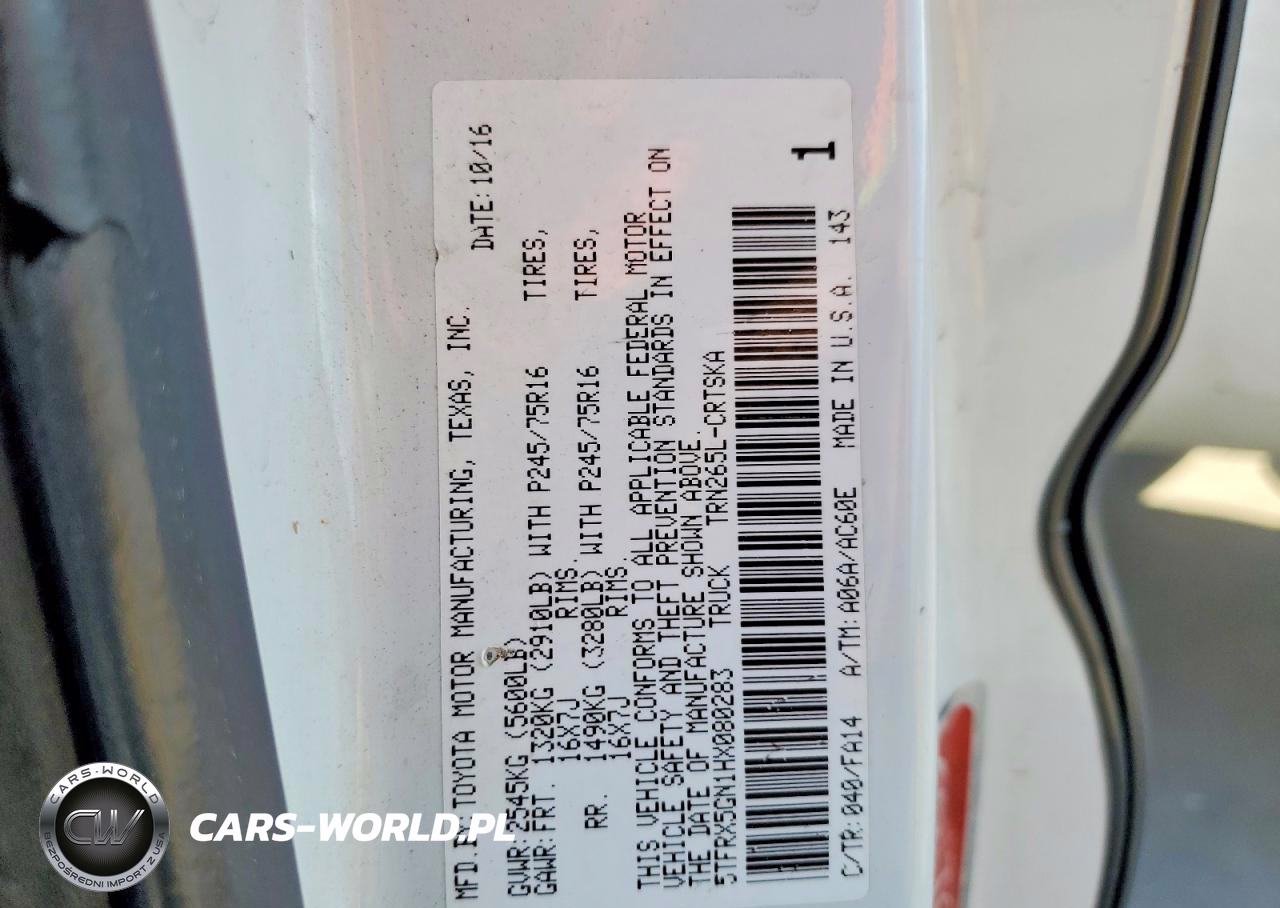 MFD.BY:TOYOTA MOTOR MANUFACTURING, TEXAS, INC.
DATE:10/16
GVWR:2545KG (5600LB)
GAWR:FRT. 1320KG (2910LB) WITH P245/75R16 TIRES,
16X7J RIMS.
RR. 1490KG (3280LB) WITH P245/75R16 TIRES,
16X7J RIMS.
THIS VEHICLE CONFORMS TO ALL APPLICABLE FEDERAL MOTOR
VEHICLE SAFETY AND THEFT PREVENTION STANDARDS IN EFFECT ON
THE DATE OF MANUFACTURE SHOWN ABOVE.
5TFRX5GN1HX080283 TRUCK TRN265L-CRTSKA
1
C/TR:040/FA14 A/TM:A06A/AC60E MADE IN U.S.A. 143
CARS-WORLD
CW
BEZPOŚREDNI IMPORT Z USA
CARS-WORLD.PL